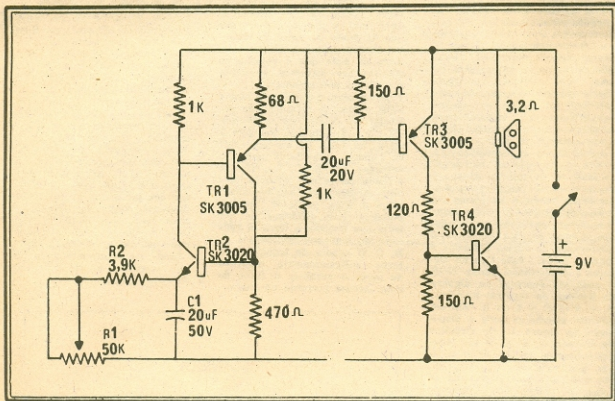 1K
68Ω
150Ω
3,2Ω
20uF
20V
TR3
SK3005
TR1
SK3005
1K
120Ω
TR4
SK3020
TR2
SK3020
R2
3,9K
C1
20uF
50V
470Ω
150Ω
+
9V
R1
50K